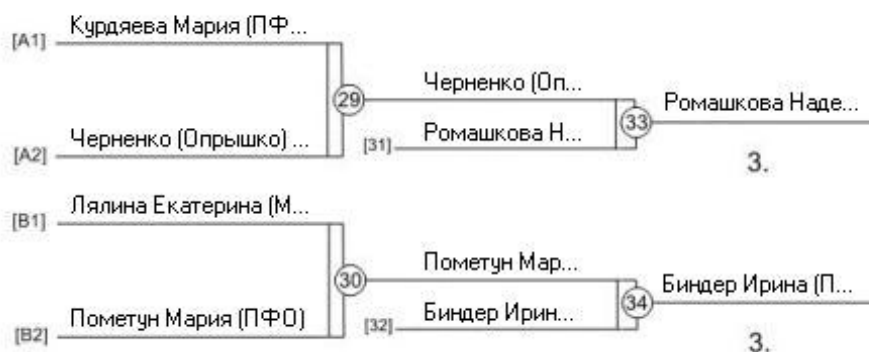 Курдяева Мария (ПФ...
[A1]
29
Черненко (Оп...
Ромашкова Наде...
33
Черненко (Опрышко) ...
[A2]
[31]
Ромашкова Н...
3.
Лялина Екатерина (М...
[B1]
30
Пометун Мар...
Биндер Ирина (П...
34
Пометун Мария (ПФО)
[B2]
[32]
Биндер Ирин...
3.